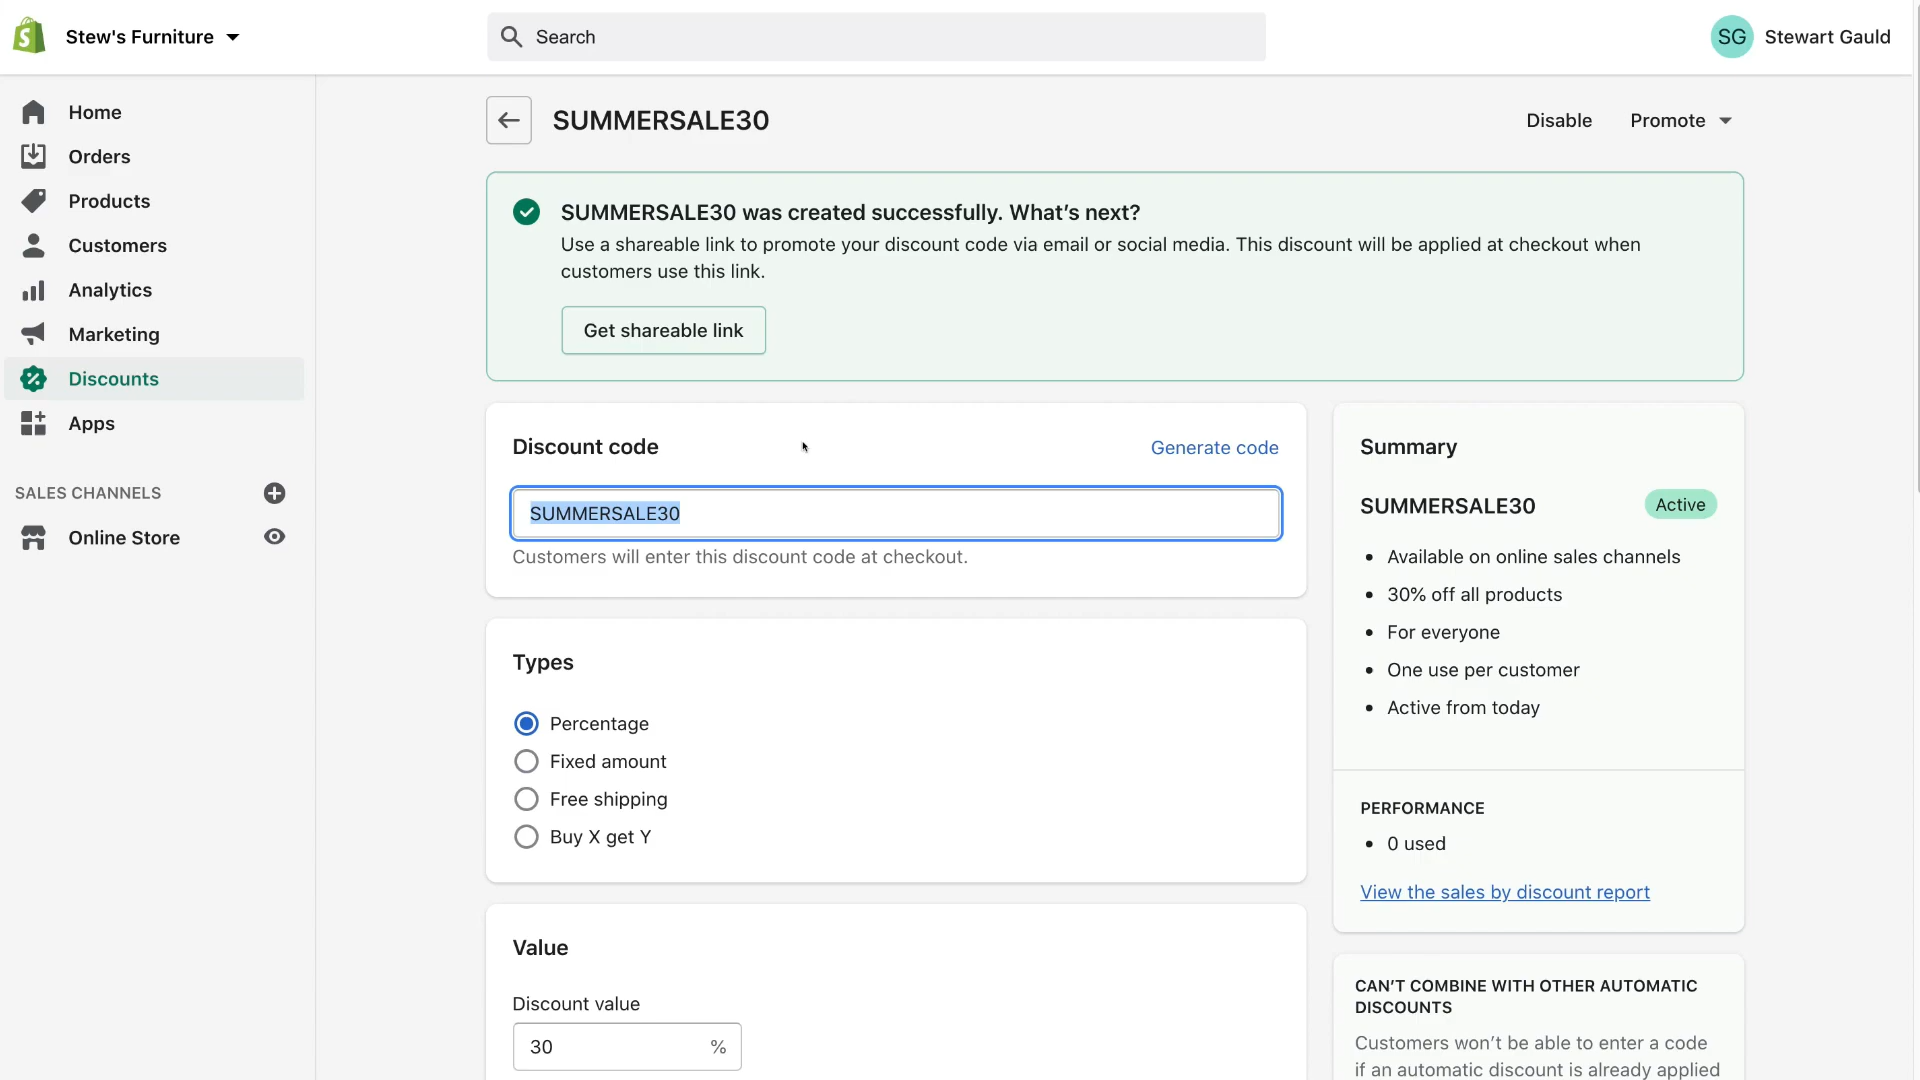 Stew's Furniture
Search
SG
Stewart Gauld
Home
Orders
Products
Customers
Analytics
Marketing
Discounts
Apps
SALES CHANNELS
Online Store
SUMMERSALE30
Disable
Promote
SUMMERSALE30 was created successfully. What’s next?
Use a shareable link to promote your discount code via email or social media. This discount will be applied at checkout when
customers use this link.
Get shareable link
Discount code
Generate code
SUMMERSALE30
Customers will enter this discount code at checkout.
Types
Percentage
Fixed amount
Free shipping
Buy X get Y
Value
Discount value
30 %
Summary
SUMMERSALE30
Active
Available on online sales channels
30% off all products
For everyone
One use per customer
Active from today
PERFORMANCE
0 used
View the sales by discount report
CAN’T COMBINE WITH OTHER AUTOMATIC
DISCOUNTS
Customers won’t be able to enter a code
if an automatic discount is already applied